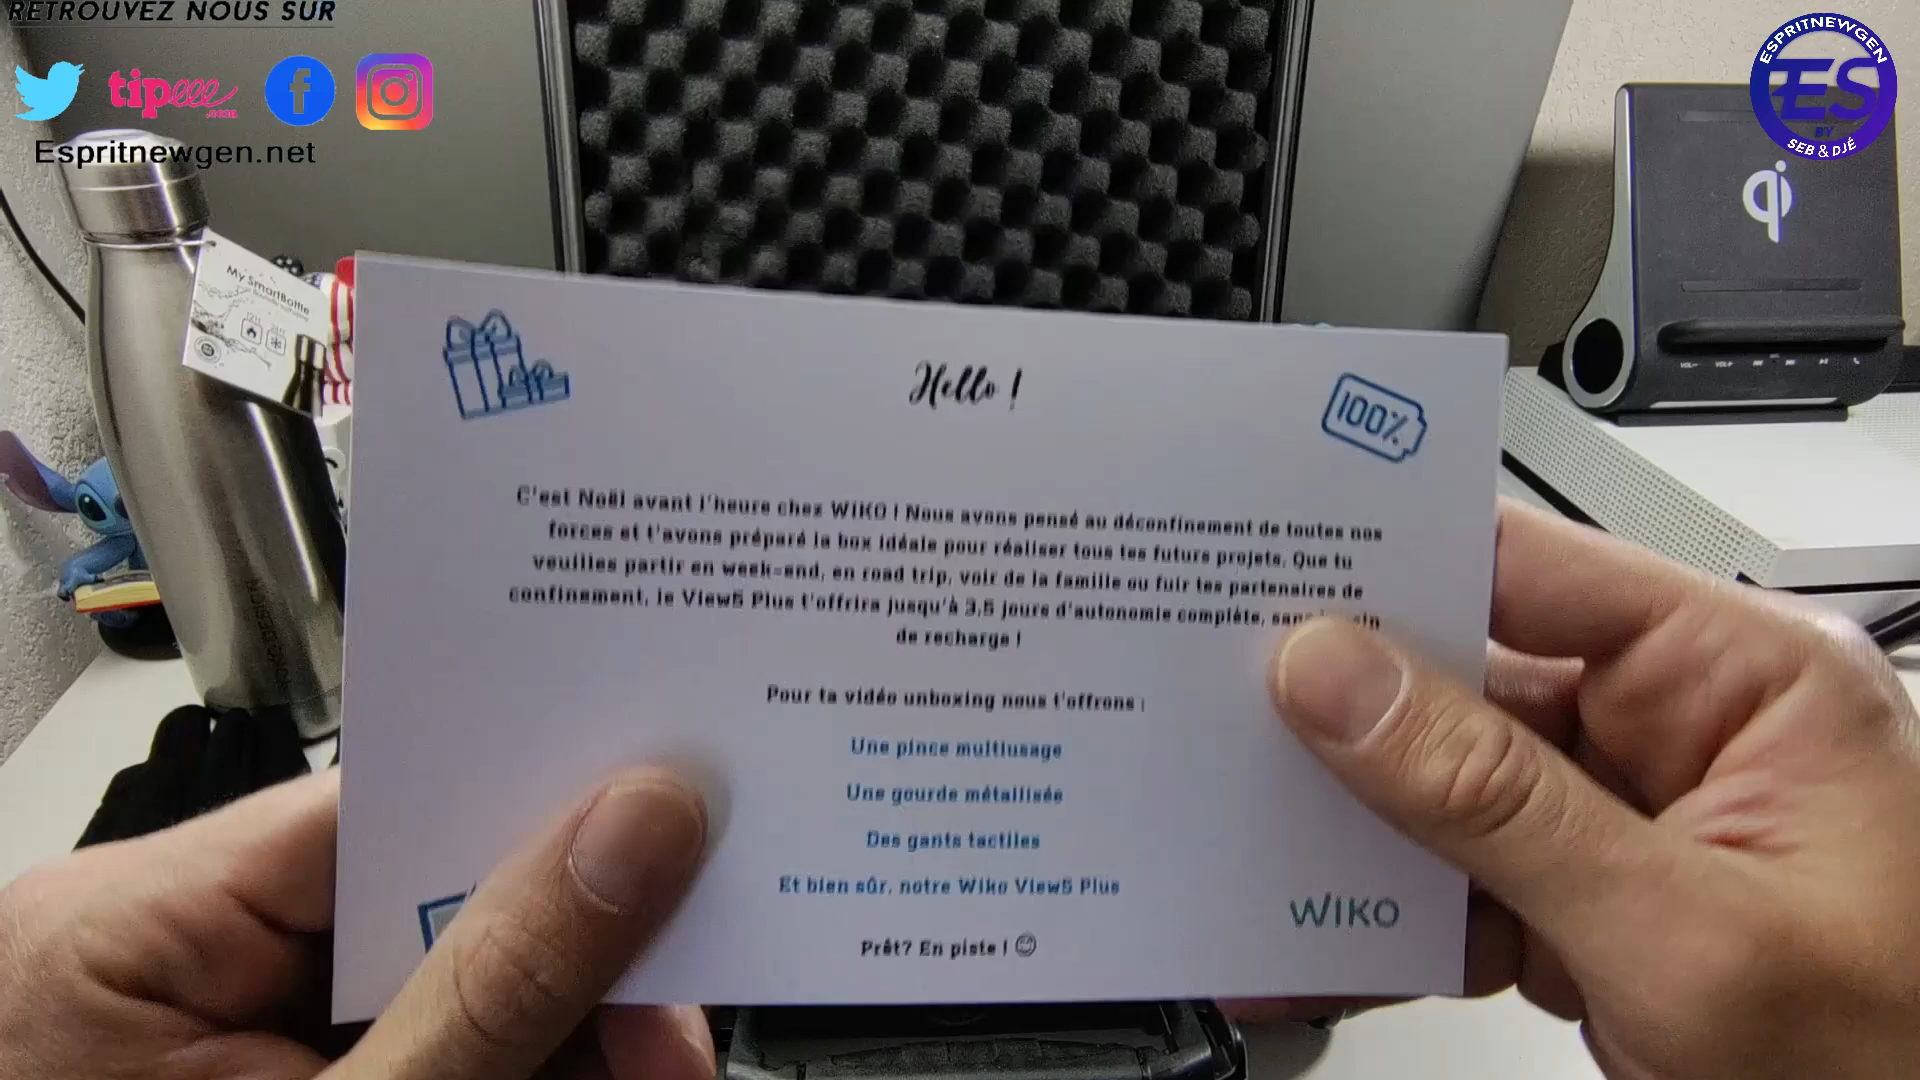 RETROUVEZ NOUS SUR
tipeee
.com
Espritnewgen.net
ESPRITNEWGEN
ES
BY
SEB & DJÉ
My SmartBottle
12H
24H
Hello !
100%
C'est Noël avant l'heure chez WIKO ! Nous avons pensé au déconfinement de toutes nos
forces et t'avons préparé la box idéale pour réaliser tous tes futurs projets. Que tu
veuilles partir en week-end, en road trip, voir de la famille ou fuir tes partenaires de
confinement, le View5 Plus t'offrira jusqu'à 3,5 jours d'autonomie complète,
de recharge !
Pour ta vidéo unboxing nous t'offrons :
Une pince multiusage
Une gourde métallisée
Des gants tactiles
Et bien sûr, notre Wiko View5 Plus
Prêt? En piste !
WIKO
qi
VOL-
VOL+